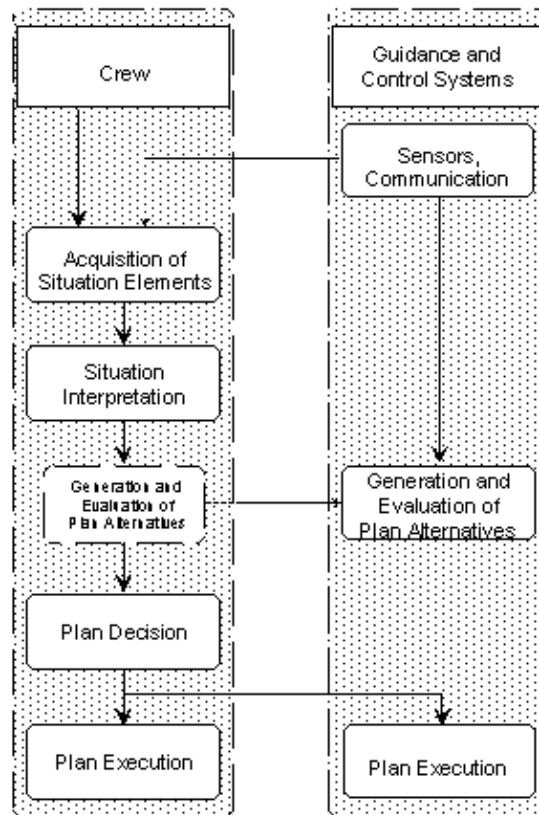 Crew
Guidance and
Control Systems
Sensors,
Communication
Acquisition of
Situation Elements
Situation
Interpretation
Generation and
Evaluation of
Plan Alternatives
Generation and
Evaluation of
Plan Alternatives
Plan Decision
Plan Execution
Plan Execution